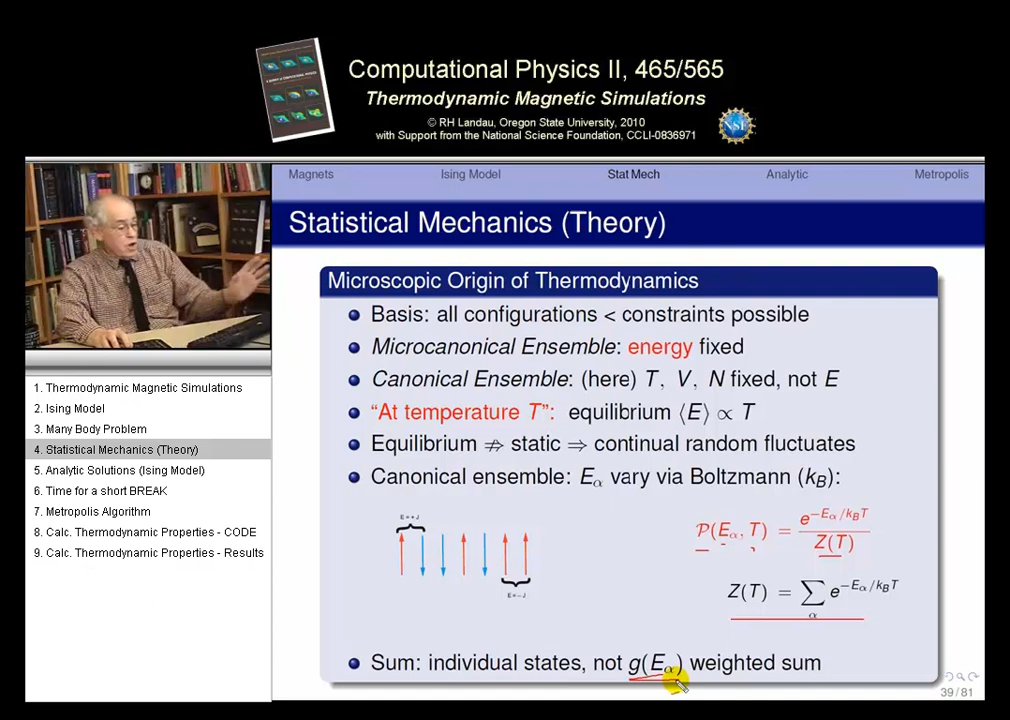 Computational Physics II, 465/565
Thermodynamic Magnetic Simulations
© RH Landau, Oregon State University, 2010
with Support from the National Science Foundation, CCLI-0836971
NSF
Magnets Ising Model Stat Mech Analytic Metropolis
Statistical Mechanics (Theory)
Microscopic Origin of Thermodynamics
Basis: all configurations < constraints possible
Microcanonical Ensemble: energy fixed
Canonical Ensemble: (here) T, V, N fixed, not E
“At temperature T”: equilibrium ⟨E⟩ ∝ T
Equilibrium ⇏ static ⇒ continual random fluctuates
Canonical ensemble: Eα vary via Boltzmann (kB):
E = + J
E = − J
P(Eα, T) = e^{−Eα/kBT} / Z(T)
Z(T) = ∑α e^{−Eα/kBT}
Sum: individual states, not g(Eα) weighted sum
39 / 81
1. Thermodynamic Magnetic Simulations
2. Ising Model
3. Many Body Problem
4. Statistical Mechanics (Theory)
5. Analytic Solutions (Ising Model)
6. Time for a short BREAK
7. Metropolis Algorithm
8. Calc. Thermodynamic Properties - CODE
9. Calc. Thermodynamic Properties - Results